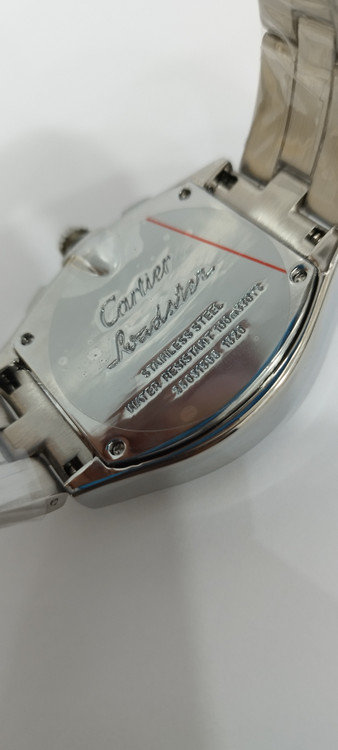 Cartier
Roadster
STAINLESS STEEL
WATER RESISTANT 100m/330FT